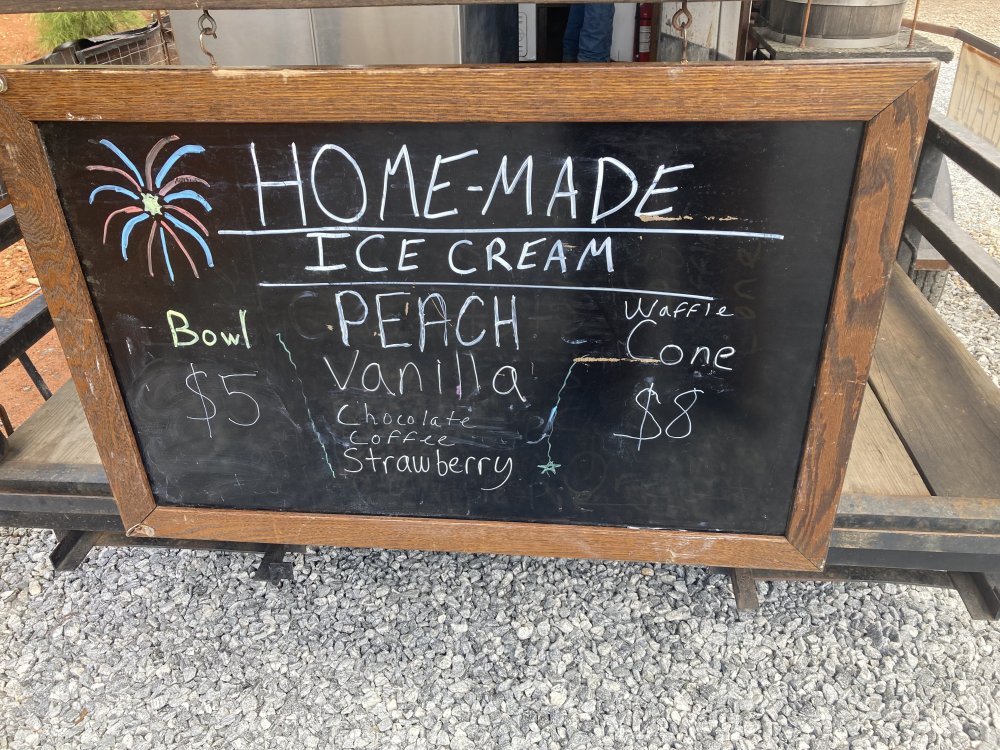 HOME-MADE
ICE CREAM
PEACH
Vanilla
Chocolate
Coffee
Strawberry
Bowl
$5
Waffle
Cone
$8